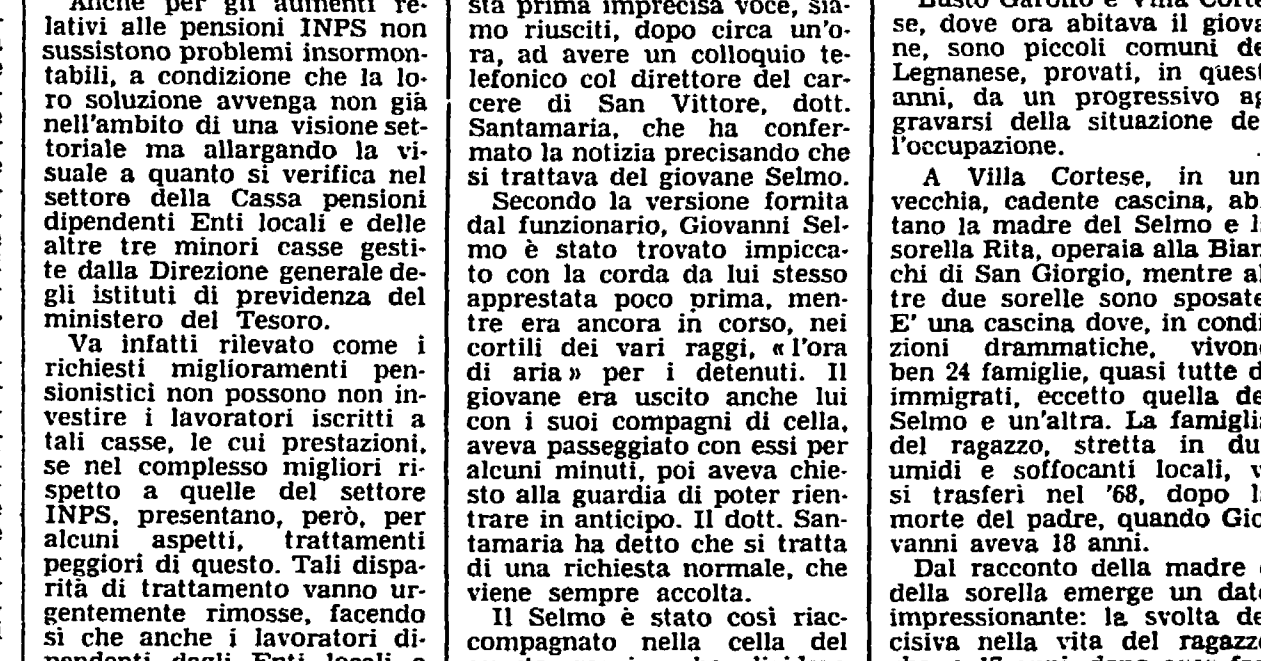 Anche per gli aumenti re-
lativi alle pensioni INPS non
sussistono problemi insormon-
tabili, a condizione che la lo-
ro soluzione avvenga non già
nell'ambito di una visione set-
toriale ma allargando la vi-
suale a quanto si verifica nel
settore della Cassa pensioni
dipendenti Enti locali e delle
altre tre minori casse gesti-
te dalla Direzione generale de-
gli istituti di previdenza del
ministero del Tesoro.
Va infatti rilevato come i
richiesti miglioramenti pen-
sionistici non possono non in-
vestire i lavoratori iscritti a
tali casse, le cui prestazioni,
se nel complesso migliori ri-
spetto a quelle del settore
INPS, presentano, però, per
alcuni aspetti, trattamenti
peggiori di questo. Tali dispa-
rità di trattamento vanno ur-
gentemente rimosse, facendo
sì che anche i lavoratori di-
pendenti dagli Enti locali e
sta prima imprecisa voce, sia-
mo riusciti, dopo circa un'o-
ra, ad avere un colloquio te-
lefonico col direttore del car-
cere di San Vittore, dott.
Santamaria, che ha confer-
mato la notizia precisando che
si trattava del giovane Selmo.
Secondo la versione fornita
dal funzionario, Giovanni Sel-
mo è stato trovato impicca-
to con la corda da lui stesso
apprestata poco prima, men-
tre era ancora in corso, nei
cortili dei vari raggi, « l'ora
di aria » per i detenuti. Il
giovane era uscito anche lui
con i suoi compagni di cella,
aveva passeggiato con essi per
alcuni minuti, poi aveva chie-
sto alla guardia di poter rien-
trare in anticipo. Il dott. San-
tamaria ha detto che si tratta
di una richiesta normale, che
viene sempre accolta.
Il Selmo è stato così riac-
compagnato nella cella del
Busto Garolfo e Villa Corte
se, dove ora abitava il giova
ne, sono piccoli comuni de
Legnanese, provati, in quest
anni, da un progressivo ag
gravarsi della situazione del
l'occupazione.
A Villa Cortese, in un
vecchia, cadente cascina, ab
tano la madre del Selmo e l
sorella Rita, operaia alla Bian
chi di San Giorgio, mentre al
tre due sorelle sono sposate
E' una cascina dove, in condi
zioni drammatiche, vivon
ben 24 famiglie, quasi tutte d
immigrati, eccetto quella de
Selmo e un'altra. La famigli
del ragazzo, stretta in du
umidi e soffocanti locali, v
si trasferì nel '68, dopo l
morte del padre, quando Gio
vanni aveva 18 anni.
Dal racconto della madre e
della sorella emerge un dat
impressionante: la svolta de
cisiva nella vita del ragazz